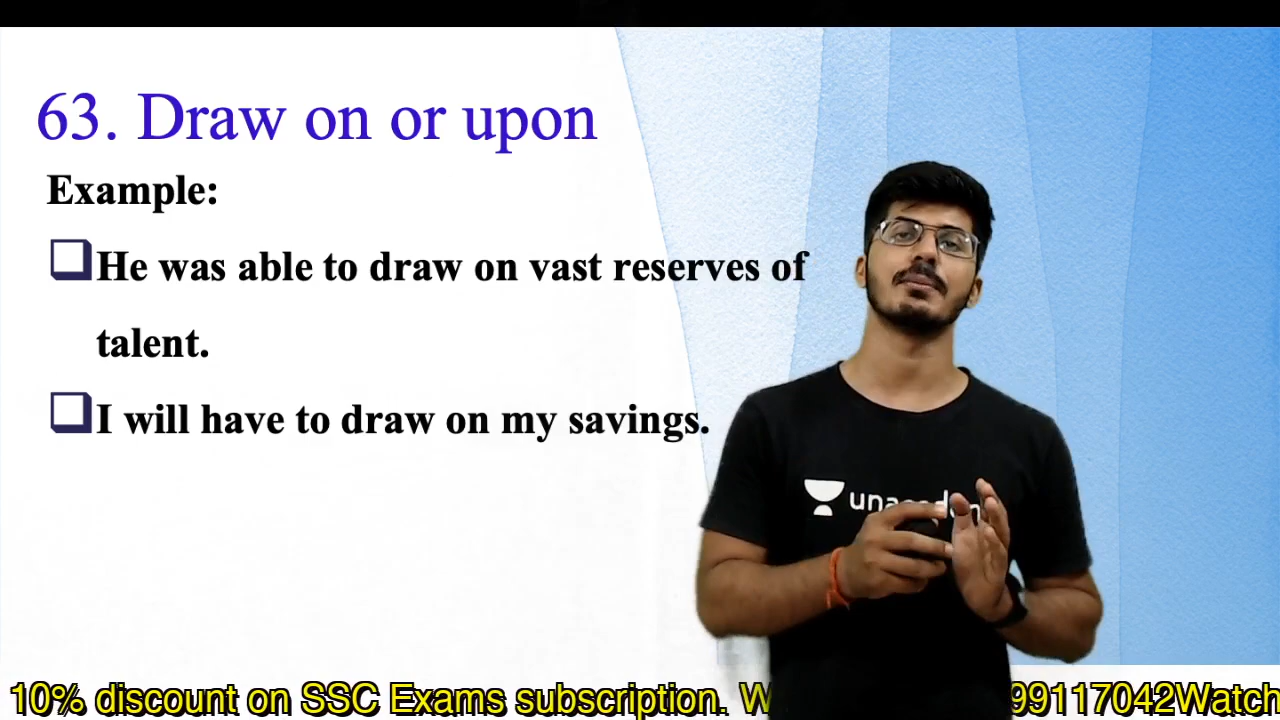 63. Draw on or upon
Example:
He was able to draw on vast reserves of
talent.
I will have to draw on my savings.
10% discount on SSC Exams subscription. 99117042Watch